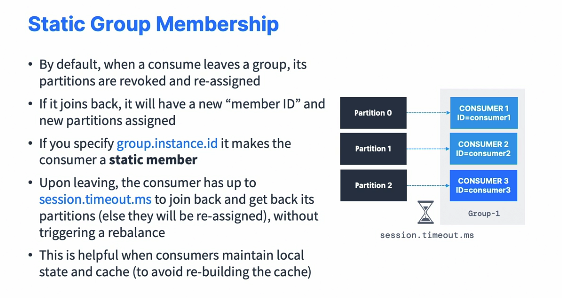 Static Group Membership
• By default, when a consume leaves a group, its
partitions are revoked and re-assigned
• If it joins back, it will have a new “member ID” and
new partitions assigned
• If you specify group.instance.id it makes the
consumer a static member
• Upon leaving, the consumer has up to
session.timeout.ms to join back and get back its
partitions (else they will be re-assigned), without
triggering a rebalance
• This is helpful when consumers maintain local
state and cache (to avoid re-building the cache)
Partition 0
CONSUMER 1
ID=consumer1
Partition 1
CONSUMER 2
ID=consumer2
Partition 2
CONSUMER 3
ID=consumer3
Group-1
session.timeout.ms